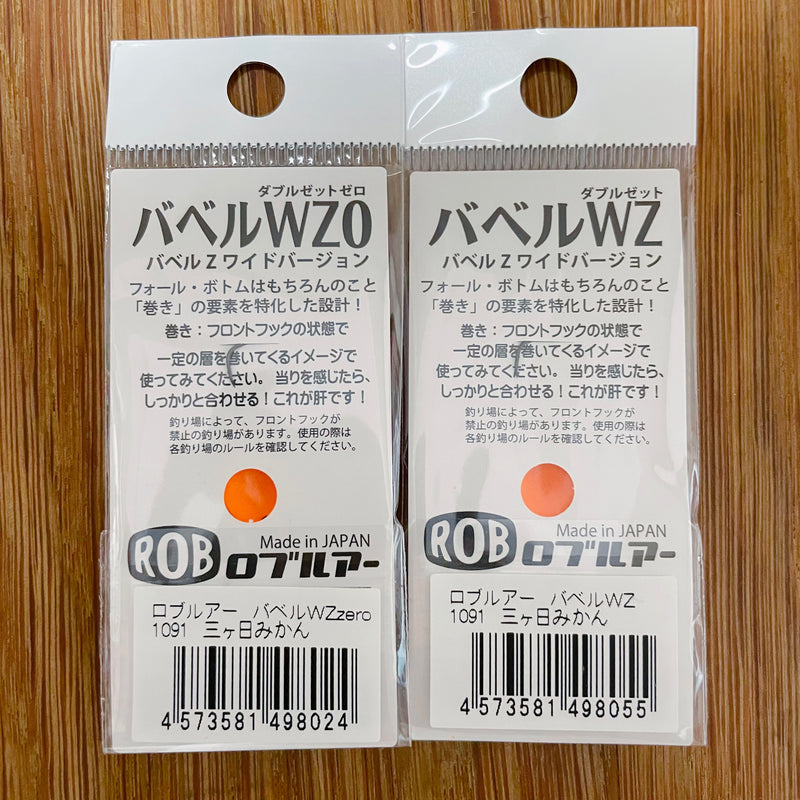 ダブルゼットゼロ
バベルWZ0
バベルZワイドバージョン
フォール・ボトムはもちろんのこと
「巻き」の要素を特化した設計！
巻き：フロントフックの状態で
一定の層を巻いてくるイメージで
使ってみてください。当りを感じたら、
しっかりと合わせる！これが肝です！
釣り場によって、フロントフックが
禁止の釣り場があります。使用の際は
各釣り場のルールを確認してください。
Made in JAPAN
ROB ロブルアー
ロブルアー バベルWZzero
1091 三ヶ日みかん
4 573581 498024
ダブルゼット
バベルWZ
バベルZワイドバージョン
フォール・ボトムはもちろんのこと
「巻き」の要素を特化した設計！
巻き：フロントフックの状態で
一定の層を巻いてくるイメージで
使ってみてください。当りを感じたら、
しっかりと合わせる！これが肝です！
釣り場によって、フロントフックが
禁止の釣り場があります。使用の際は
各釣り場のルールを確認してください。
Made in JAPAN
ROB ロブルアー
ロブルアー バベルWZ
1091 三ヶ日みかん
4 573581 498055